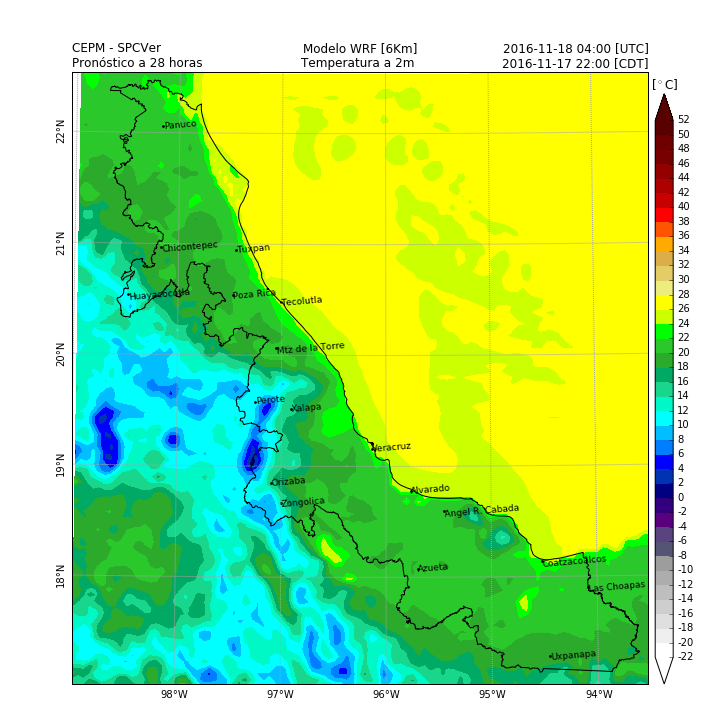 CEPM - SPCVer Modelo WRF [6Km] 2016-11-18 04:00 [UTC]
Pronóstico a 28 horas Temperatura a 2m 2016-11-17 22:00 [CDT]
[°C]
52
50
48
46
44
42
40
38
36
34
32
30
28
26
24
22
20
18
16
14
12
10
8
6
4
2
0
-2
-4
-6
-8
-10
-12
-14
-16
-18
-20
-22
22°N
21°N
20°N
19°N
18°N
Panuco
Chicontepec
Tuxpan
Huayacocotla
Poza Rica
Tecolutla
Mtz de la Torre
Perote
Xalapa
Veracruz
Orizaba
Alvarado
Zongolica
Angel R. Cabada
Azueta
Coatzacoalcos
Las Choapas
Uxpanapa
98°W 97°W 96°W 95°W 94°W